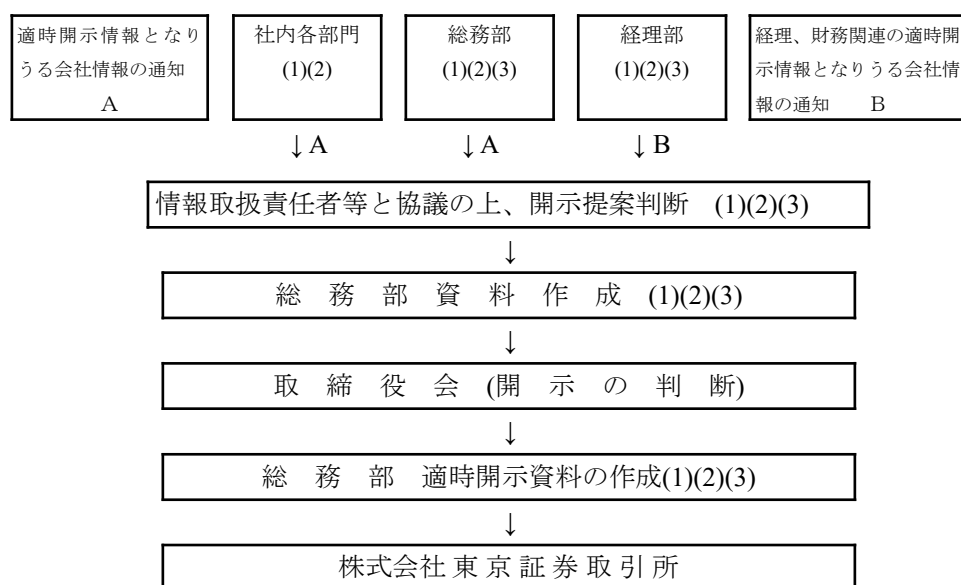 適時開示情報となり
うる会社情報の通知
A
社内各部門
(1)(2)
総務部
(1)(2)(3)
経理部
(1)(2)(3)
経理、財務関連の適時開
示情報となりうる会社情
報の通知 B
↓A ↓A ↓B
情報取扱責任者等と協議の上、開示提案判断 (1)(2)(3)
↓
総 務 部 資 料 作 成 (1)(2)(3)
↓
取 締 役 会 (開 示 の 判 断)
↓
総 務 部 適時開示資料の作成(1)(2)(3)
↓
株式会社 東 京 証 券 取 引 所